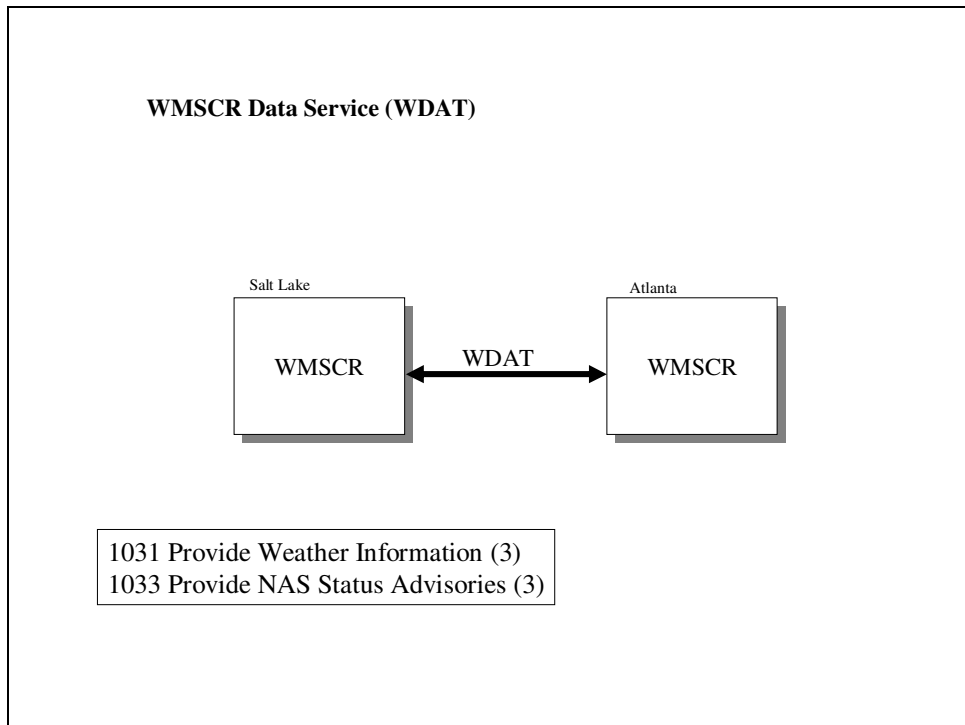 WMSCR Data Service (WDAT)
Salt Lake
Atlanta
WMSCR
WDAT
WMSCR
1031 Provide Weather Information (3)
1033 Provide NAS Status Advisories (3)